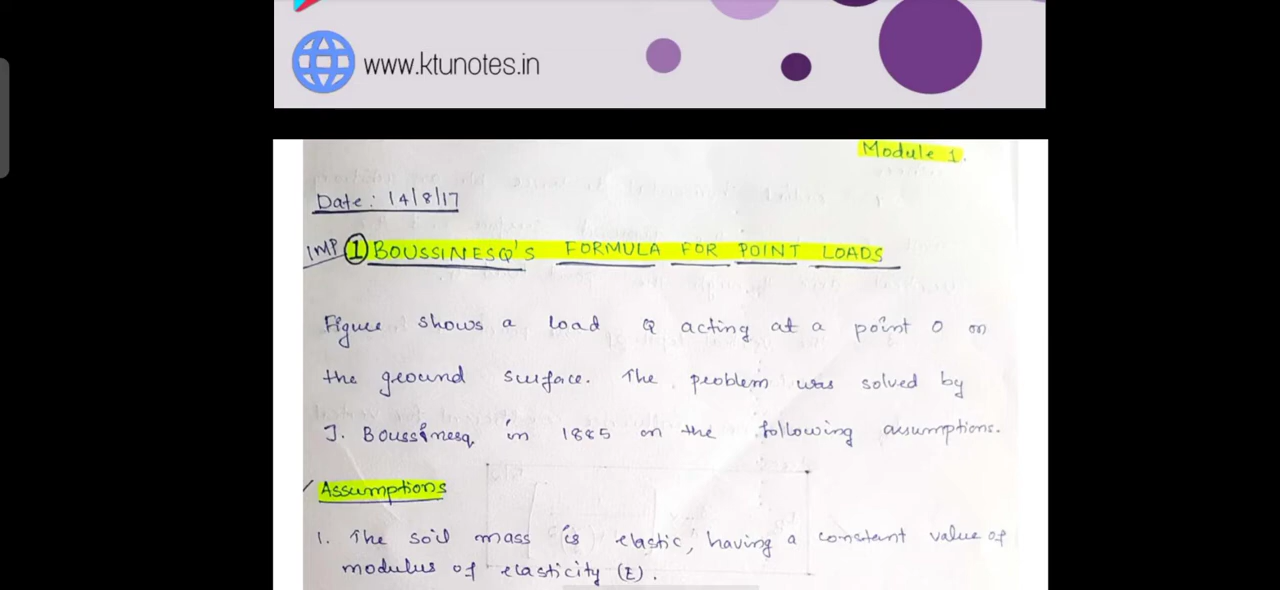 www.ktunotes.in
Module 1.
Date: 14/8/17
IMP ① BOUSSINESQ'S FORMULA FOR POINT LOADS
Figure shows a load Q acting at a point O on
the ground surface. The problem was solved by
J. Boussinesq in 1885 on the following assumptions.
Assumptions
1. The soil mass is elastic, having a constant value of
modulus of elasticity (E).